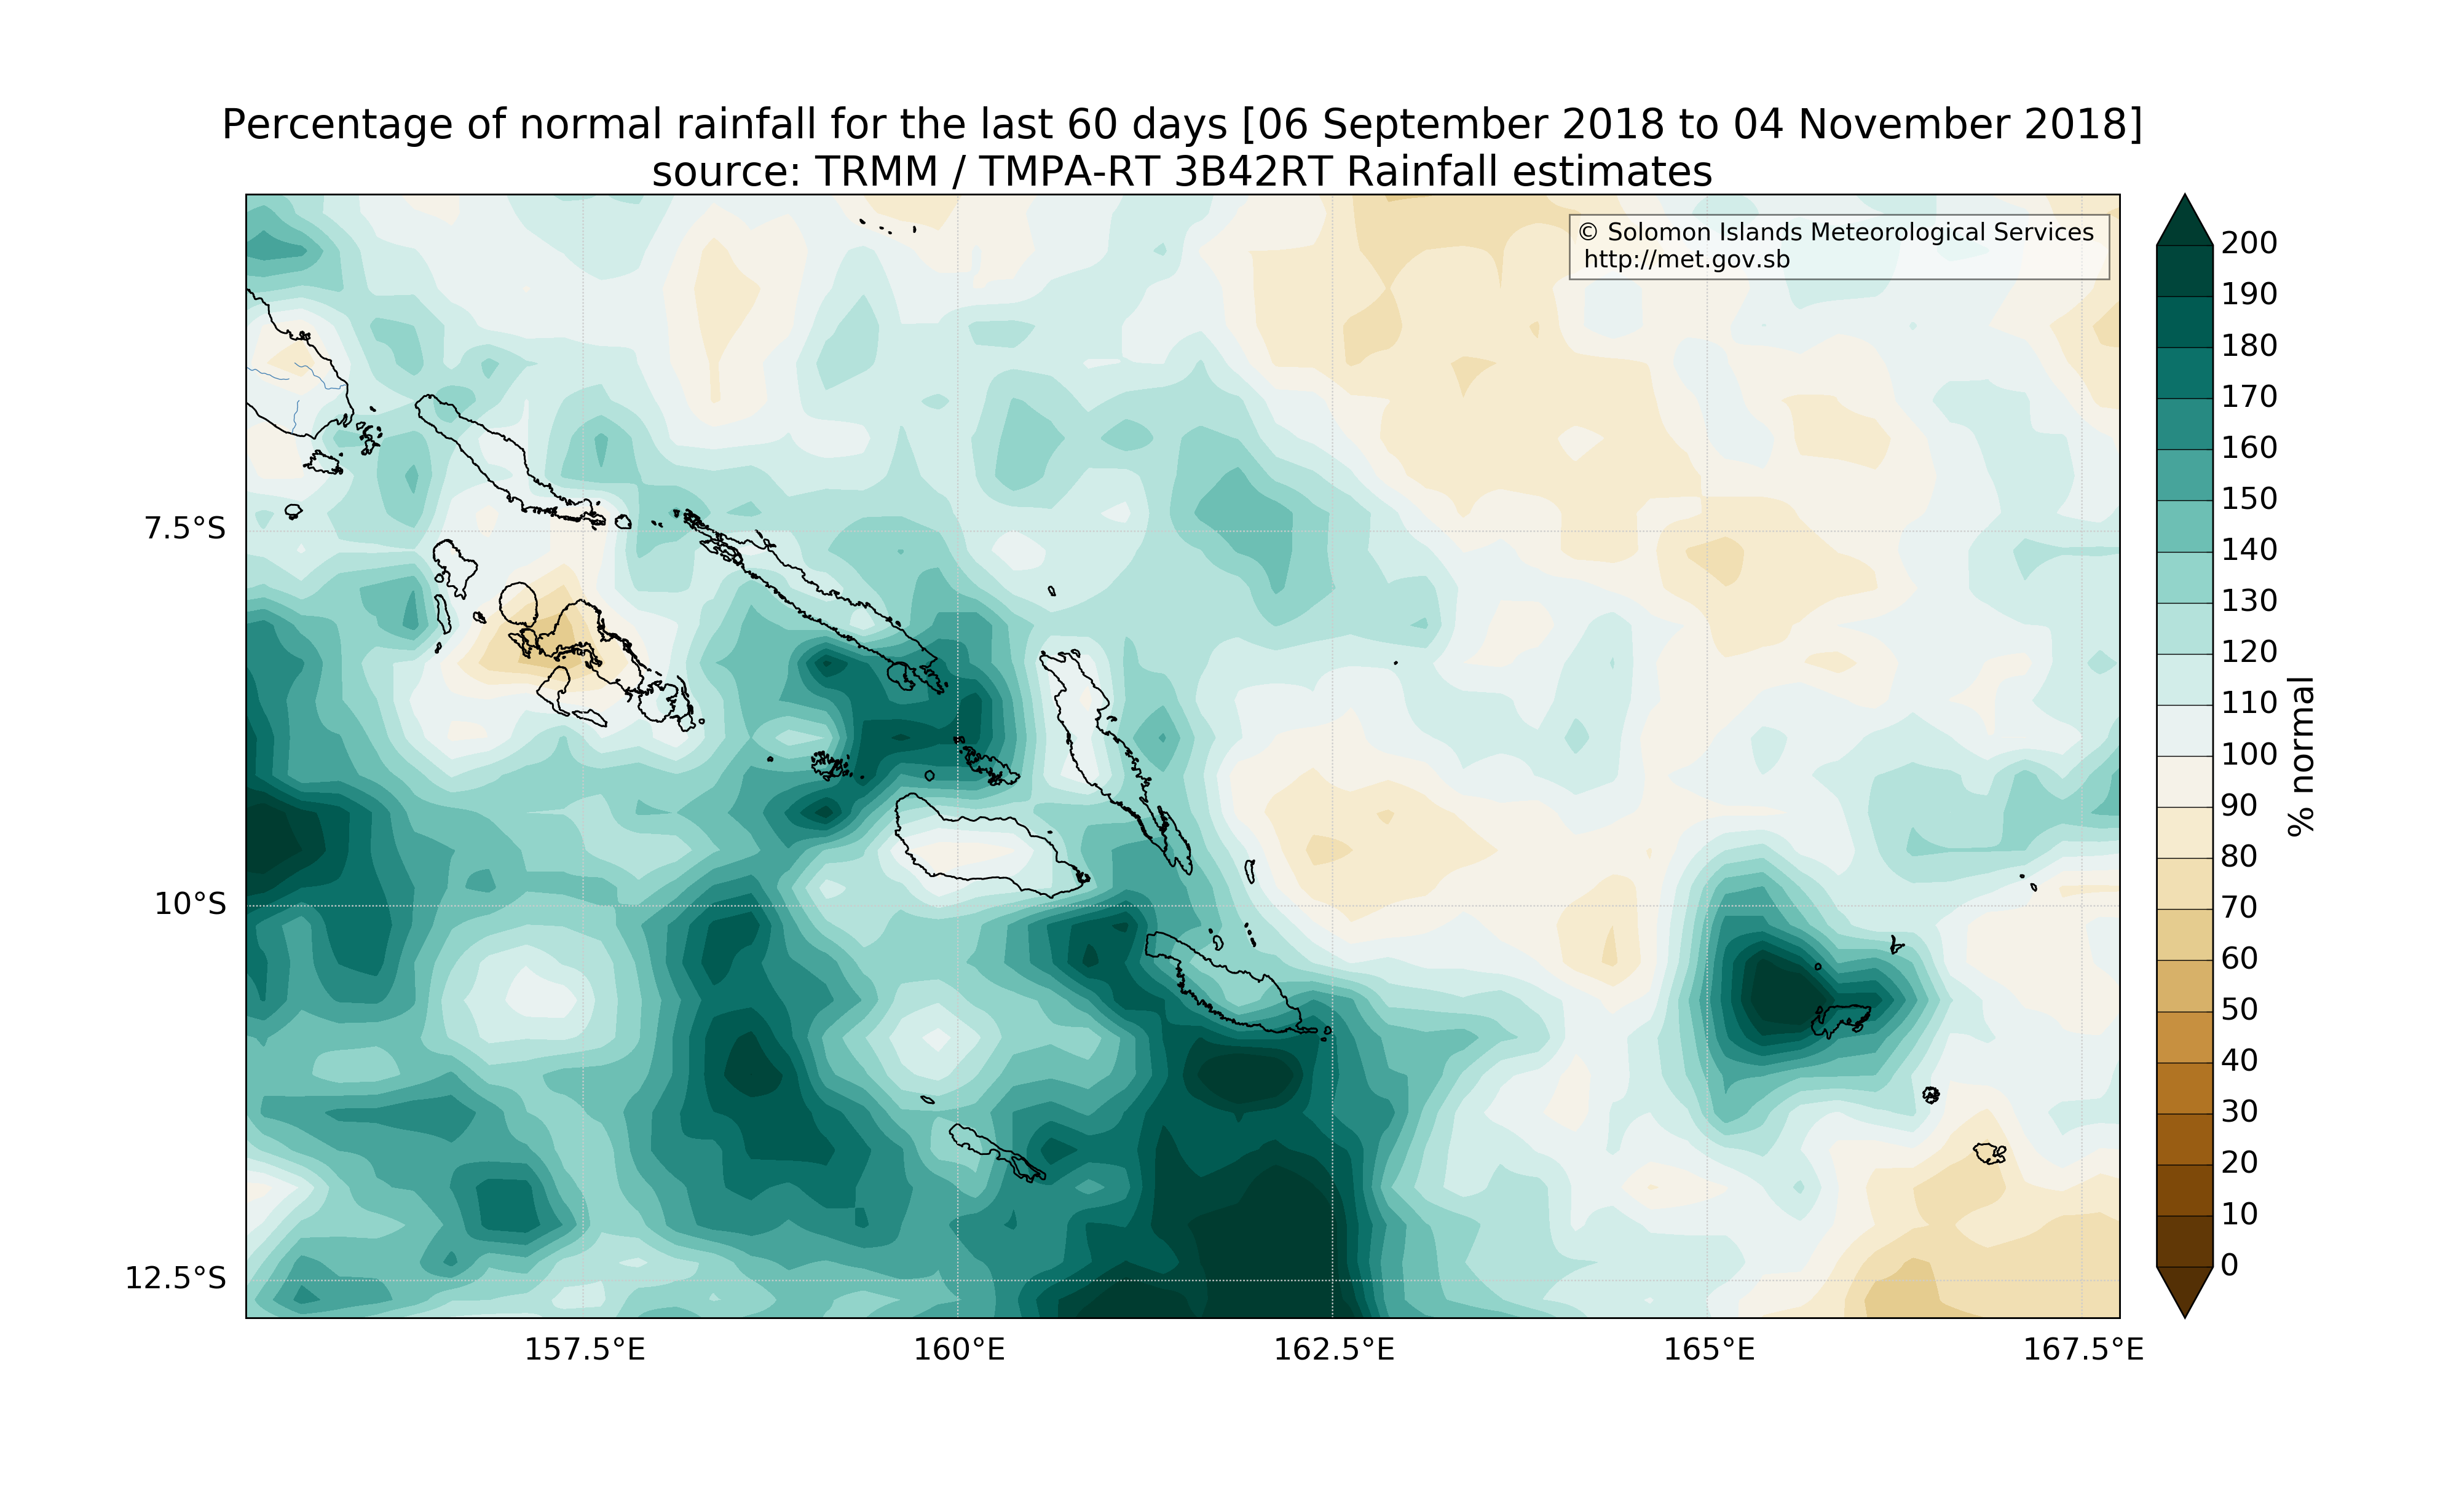 Percentage of normal rainfall for the last 60 days [06 September 2018 to 04 November 2018]
source: TRMM / TMPA-RT 3B42RT Rainfall estimates
© Solomon Islands Meteorological Services
http://met.gov.sb
7.5°S
10°S
12.5°S
157.5°E
160°E
162.5°E
165°E
167.5°E
200
190
180
170
160
150
140
130
120
110
100
90
80
70
60
50
40
30
20
10
0
% normal